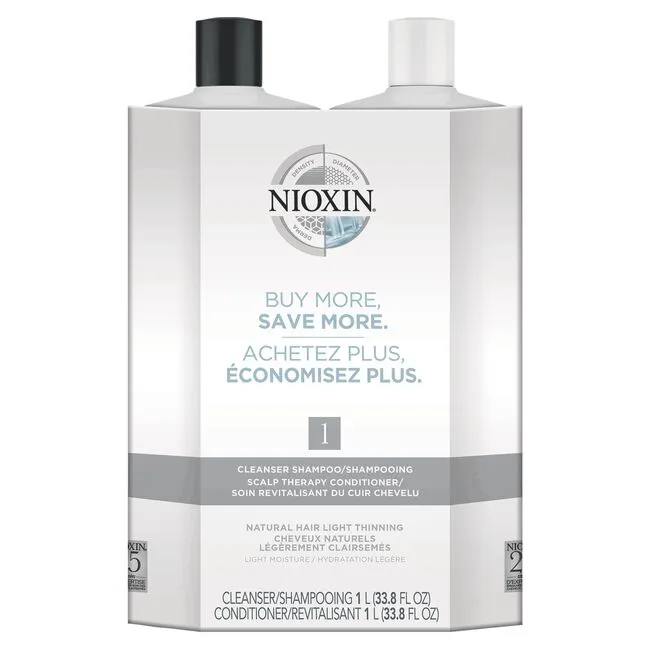 DENSITY
DIAMETER
NIOXIN
DERMA
BUY MORE,
SAVE MORE.
ACHETEZ PLUS,
ÉCONOMISEZ PLUS.
1
CLEANSER SHAMPOO/SHAMPOOING
SCALP THERAPY CONDITIONER/
SOIN REVITALISANT DU CUIR CHEVELU
NATURAL HAIR LIGHT THINNING
CHEVEUX NATURELS
LÉGÈREMENT CLAIRSEMÉS
LIGHT MOISTURE / HYDRATATION LÉGÈRE
NIOXIN
5
NIO
2
CLEANSER/SHAMPOOING 1 L (33.8 FL OZ)
CONDITIONER/REVITALISANT 1 L (33.8 FL OZ)